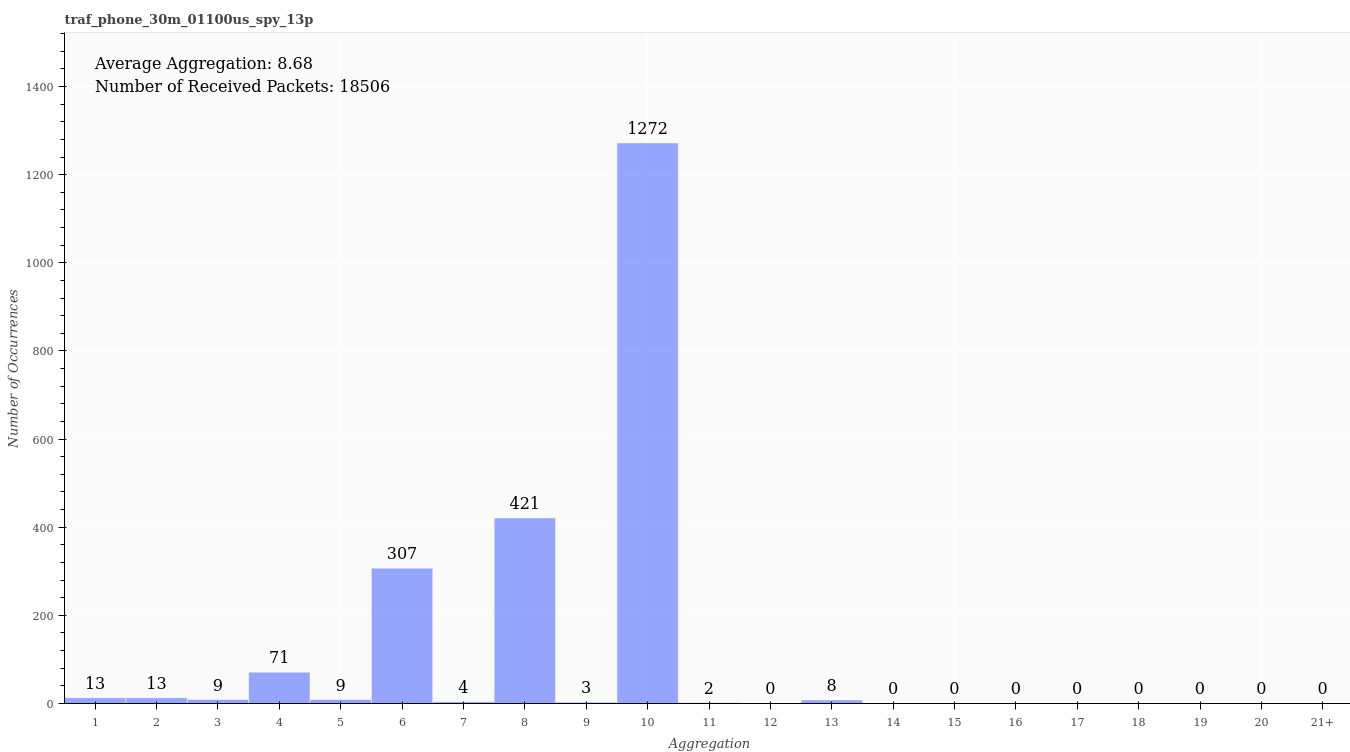 traf_phone_30m_01100us_spy_13p
Average Aggregation: 8.68
Number of Received Packets: 18506
1400
1200
1000
800
600
400
200
0
Number of Occurrences
13 13 9 71 9 307 4 421 3 1272 2 0 8 0 0 0 0 0 0 0 0
1 2 3 4 5 6 7 8 9 10 11 12 13 14 15 16 17 18 19 20 21+
Aggregation